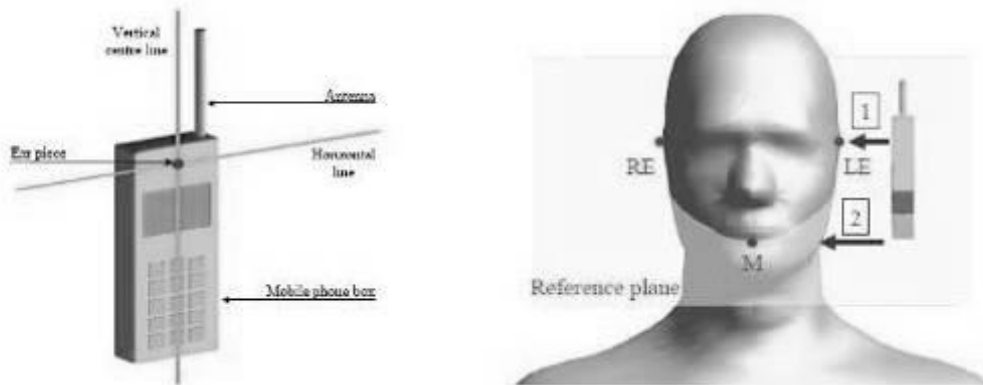 Vertical
centre line
Antenna
Ear piece
Horizontal
line
Mobile phone box
1
RE
LE
2
M
Reference plane